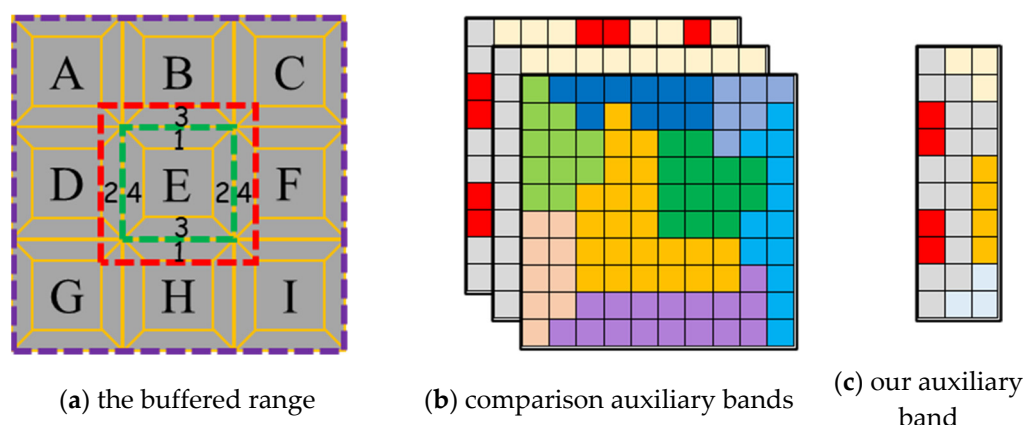 A B C
3
1
D 2 4 E 2 4 F
3
1
G H I
(a) the buffered range
(b) comparison auxiliary bands
(c) our auxiliary
band